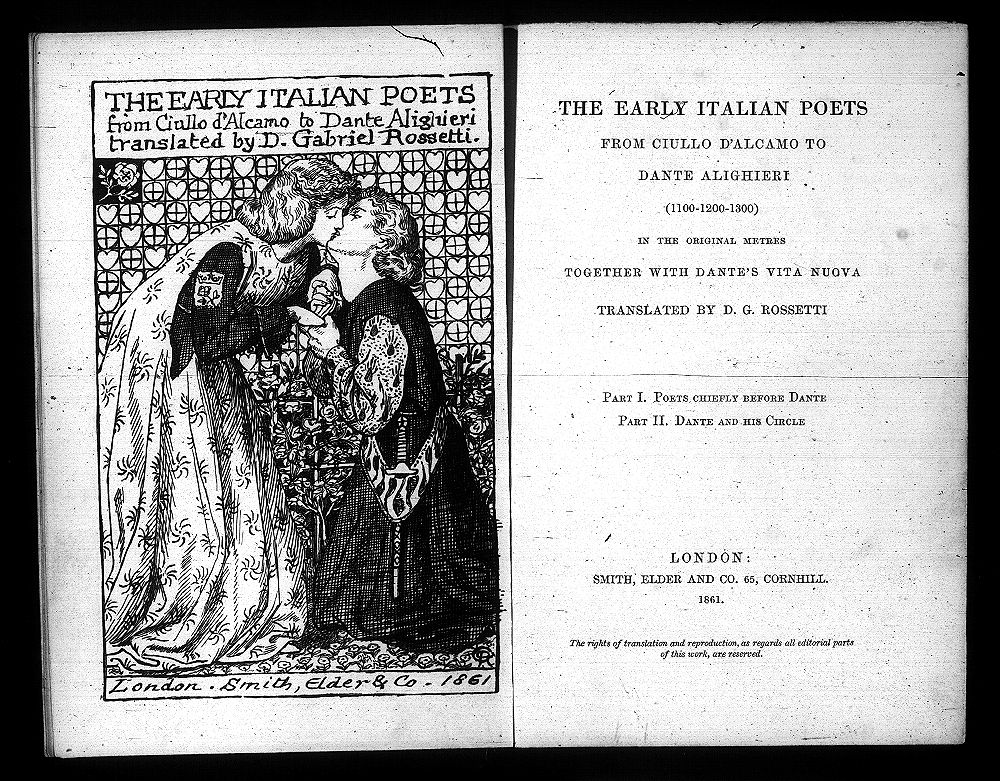 THE EARLY ITALIAN POETS
from Ciullo d'Alcamo to Dante Alighieri
translated by D. Gabriel Rossetti.
London . Smith, Elder & Co - 1861
THE EARLY ITALIAN POETS
FROM CIULLO D'ALCAMO TO
DANTE ALIGHIERI
(1100-1200-1300)
IN THE ORIGINAL METRES
TOGETHER WITH DANTE'S VITA NUOVA
TRANSLATED BY D. G. ROSSETTI
PART I. POETS CHIEFLY BEFORE DANTE
PART II. DANTE AND HIS CIRCLE
LONDON:
SMITH, ELDER AND CO. 65, CORNHILL.
1861.
The rights of translation and reproduction, as regards all editorial parts
of this work, are reserved.